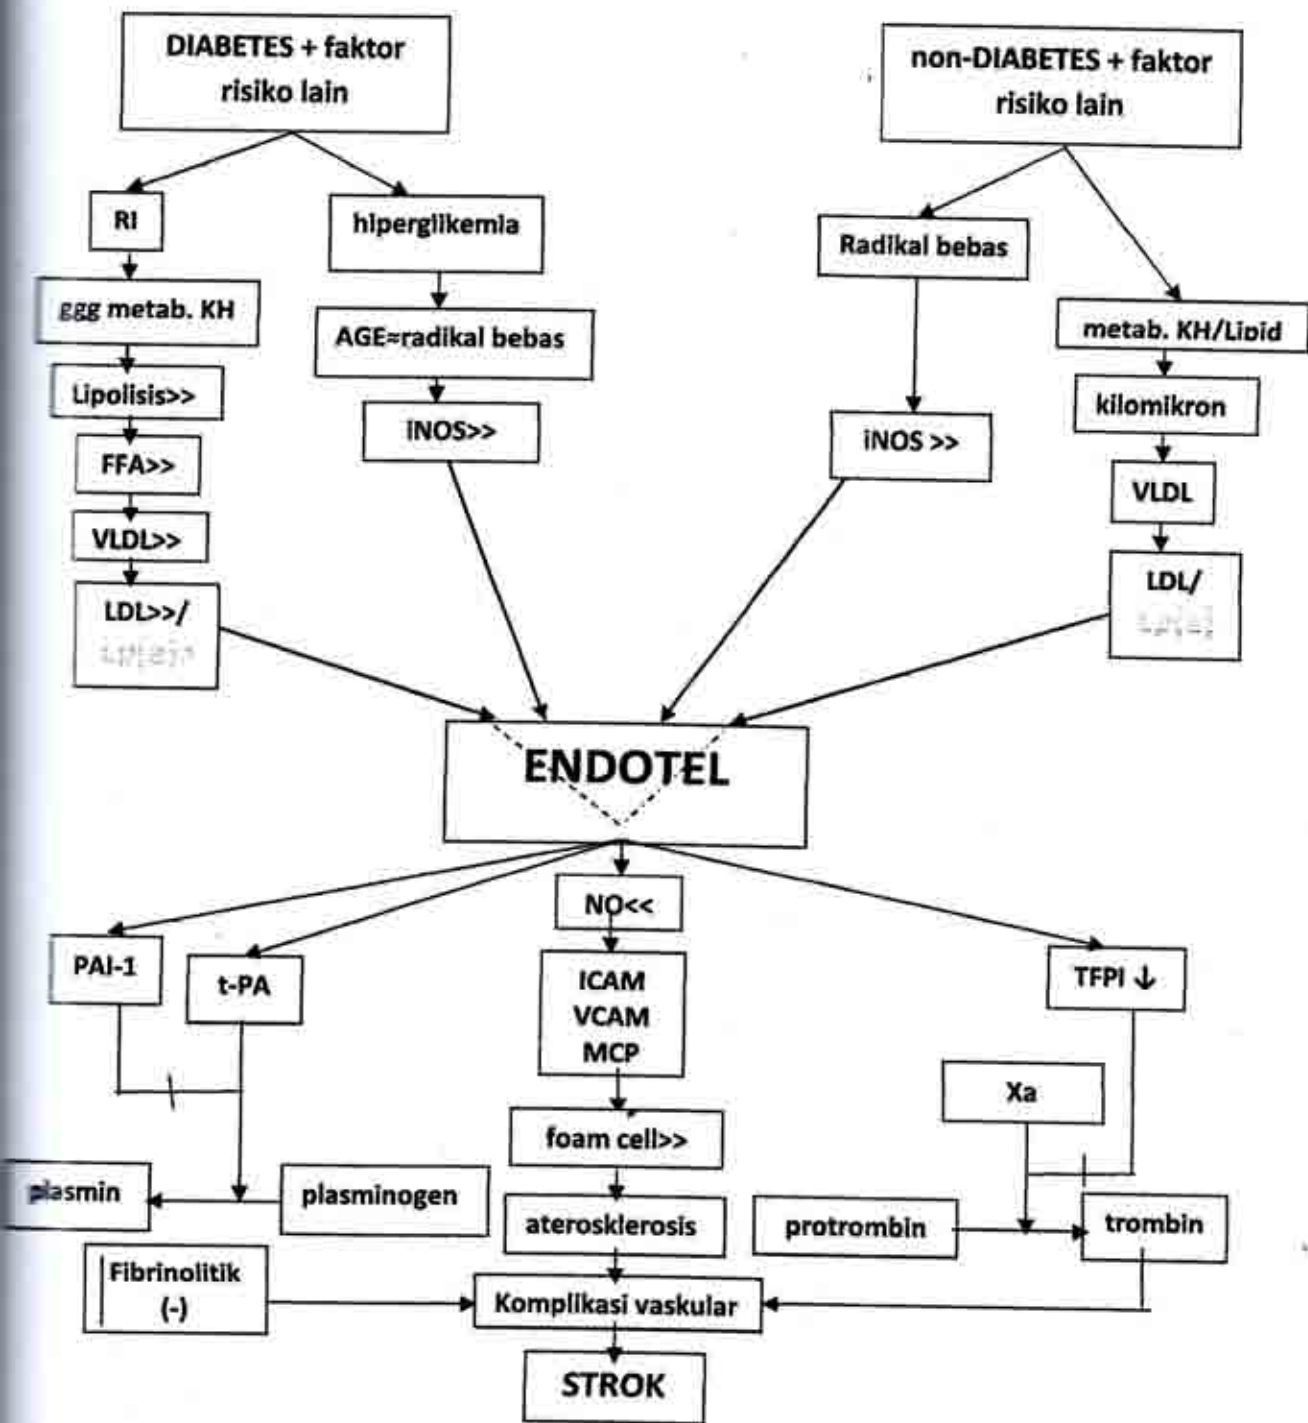 DIABETES + faktor
risiko lain
non-DIABETES + faktor
risiko lain
RI
hiperglikemia
Radikal bebas
ggg metab. KH
AGE=radikal bebas
metab. KH/Lipid
Lipolisis>>
iNOS>>
iNOS >>
kilomikron
FFA>>
VLDL
VLDL>>
LDL>>/
LDL/
ENDOTEL
NO<<
PAI-1
t-PA
ICAM
VCAM
MCP
TFPI ↓
Xa
foam cell>>
plasmin
plasminogen
aterosklerosis
protrombin
trombin
Fibrinolitik
(-)
Komplikasi vaskular
STROK